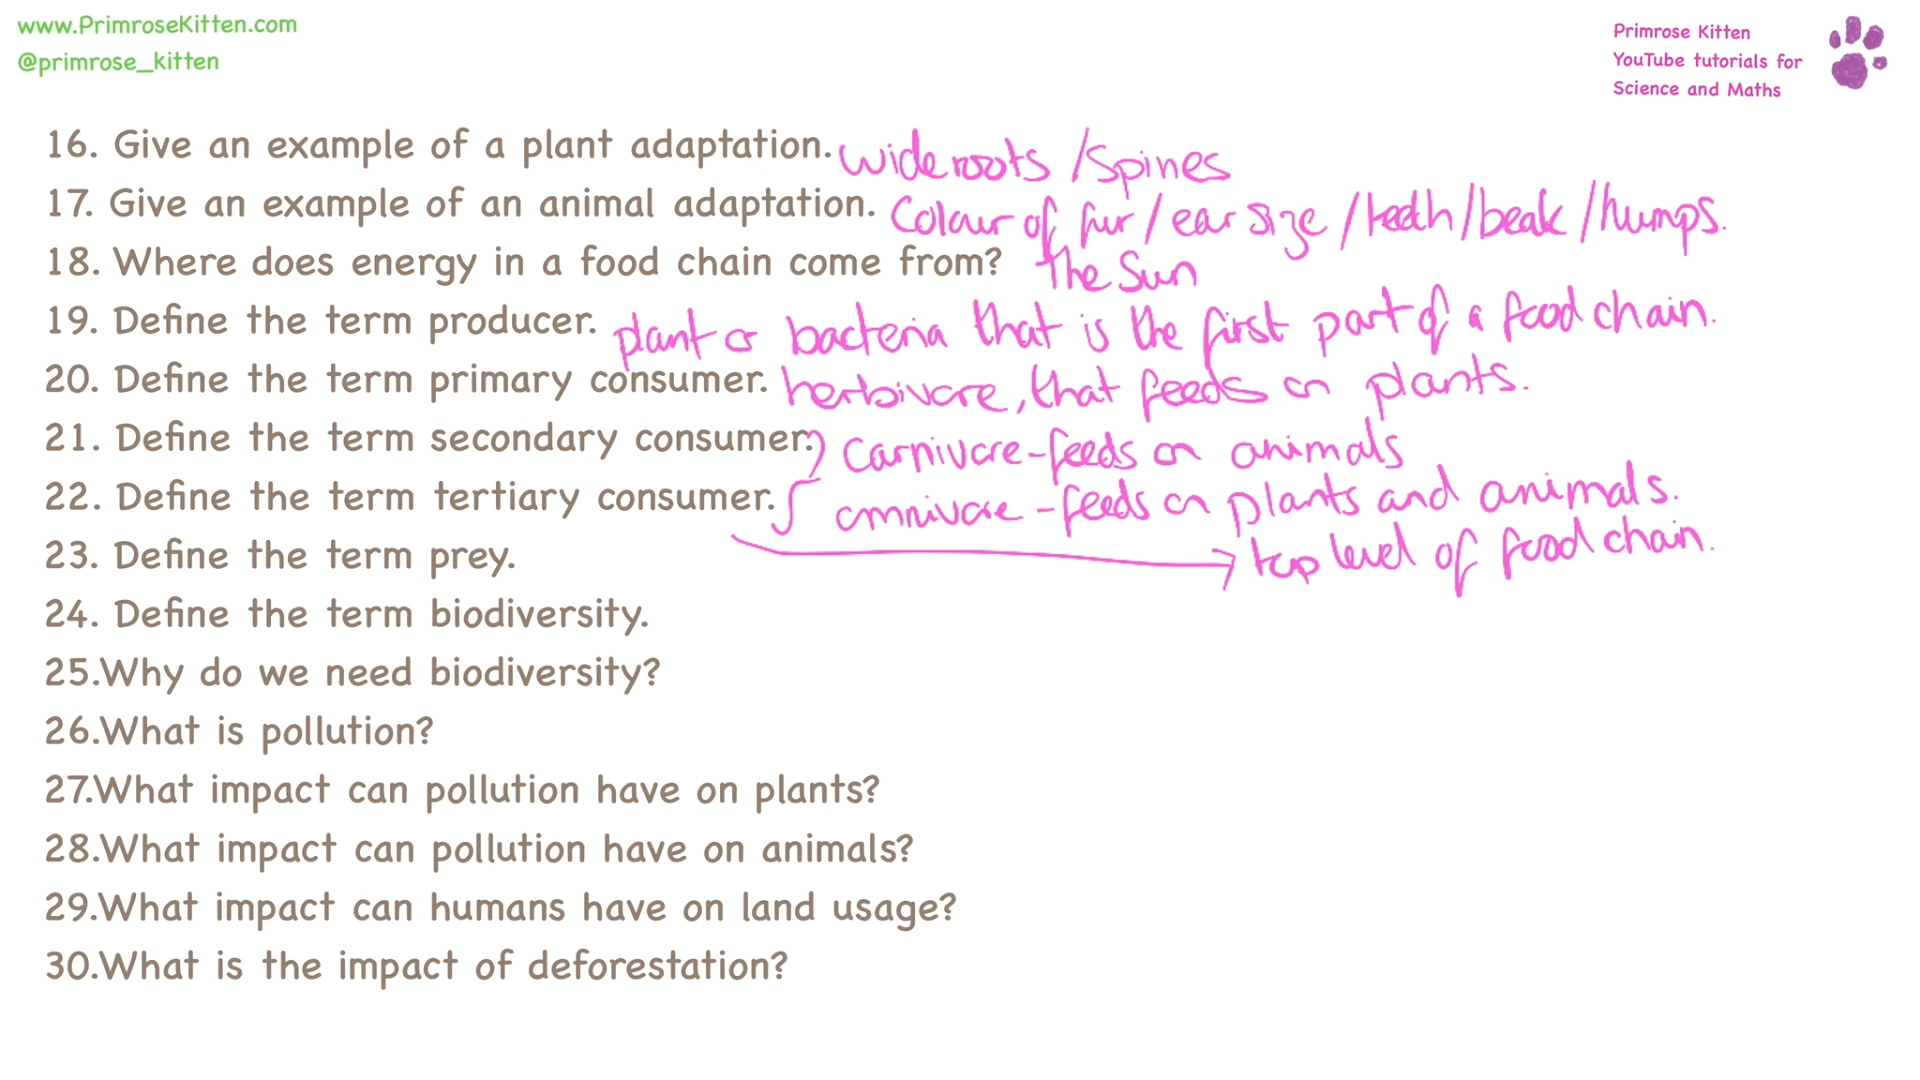 www.PrimroseKitten.com
@primrose_kitten
Primrose Kitten
YouTube tutorials for
Science and Maths
16. Give an example of a plant adaptation. wide roots / spines
17. Give an example of an animal adaptation. Colour of fur / ear size / teeth / beak / humps.
18. Where does energy in a food chain come from? The Sun
19. Define the term producer. plant or bacteria that is the first part of a food chain.
20. Define the term primary consumer. herbivore, that feeds on plants.
21. Define the term secondary consumer. Carnivore - feeds on animals
22. Define the term tertiary consumer. omnivore - feeds on plants and animals.
→ top level of food chain.
23. Define the term prey.
24. Define the term biodiversity.
25.Why do we need biodiversity?
26.What is pollution?
27.What impact can pollution have on plants?
28.What impact can pollution have on animals?
29.What impact can humans have on land usage?
30.What is the impact of deforestation?